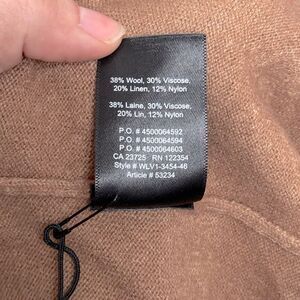 38% Wool, 30% Viscose,
20% Linen, 12% Nylon
38% Laine, 30% Viscose,
20% Lin, 12% Nylon
P.O. # 4500064592
P.O. # 4500064594
P.O. # 4500064603
CA 23725 RN 122354
Style # WLV1-3454-46
Article # 53234